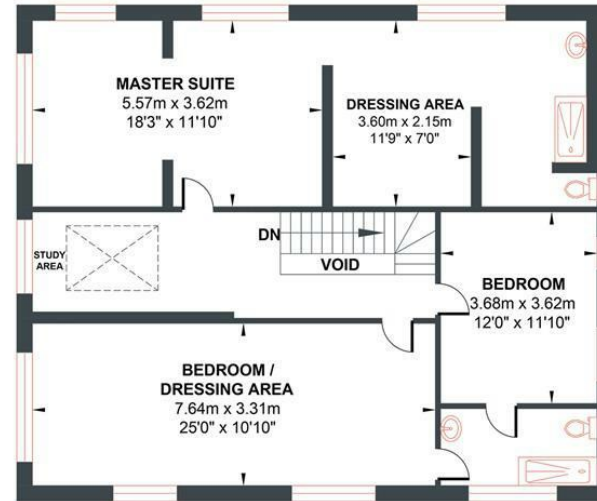 MASTER SUITE
5.57m x 3.62m
18'3" x 11'10"
DRESSING AREA
3.60m x 2.15m
11'9" x 7'0"
STUDY
AREA
DN
VOID
BEDROOM
3.68m x 3.62m
12'0" x 11'10"
BEDROOM /
DRESSING AREA
7.64m x 3.31m
25'0" x 10'10"